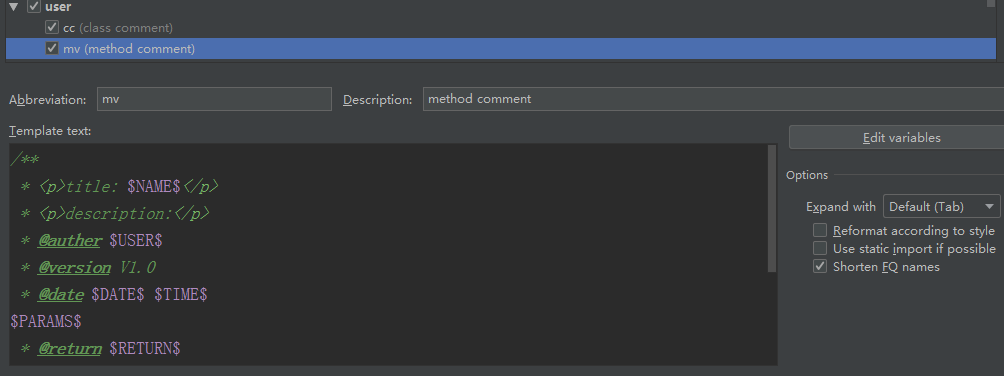 user
cc (class comment)
mv (method comment)
Abbreviation: mv Description: method comment
Template text:
Edit variables
/**
* <p>title: $NAME$</p>
* <p>description:</p>
* @auther $USER$
* @version V1.0
* @date $DATE$ $TIME$
$PARAMS$
* @return $RETURN$
Options
Expand with Default (Tab)
Reformat according to style
Use static import if possible
Shorten FQ names